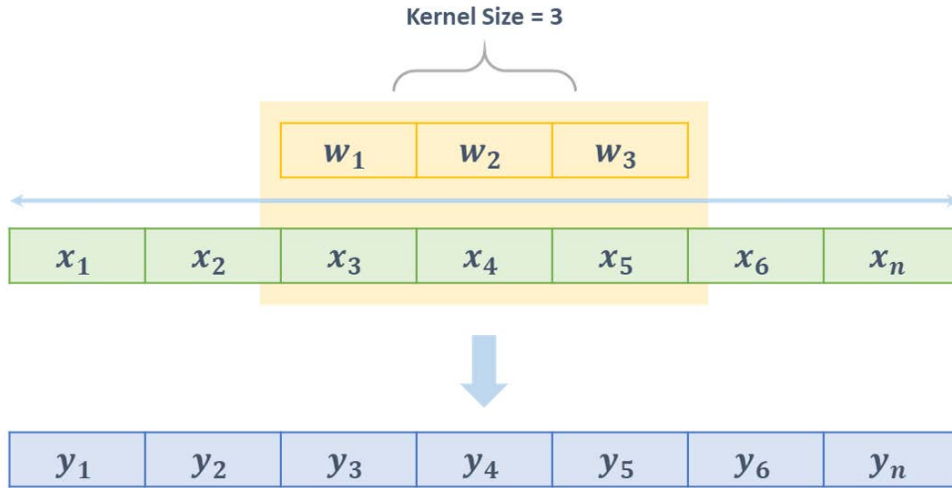 Kernel Size = 3
w₁ w₂ w₃
x₁ x₂ x₃ x₄ x₅ x₆ xₙ
y₁ y₂ y₃ y₄ y₅ y₆ yₙ